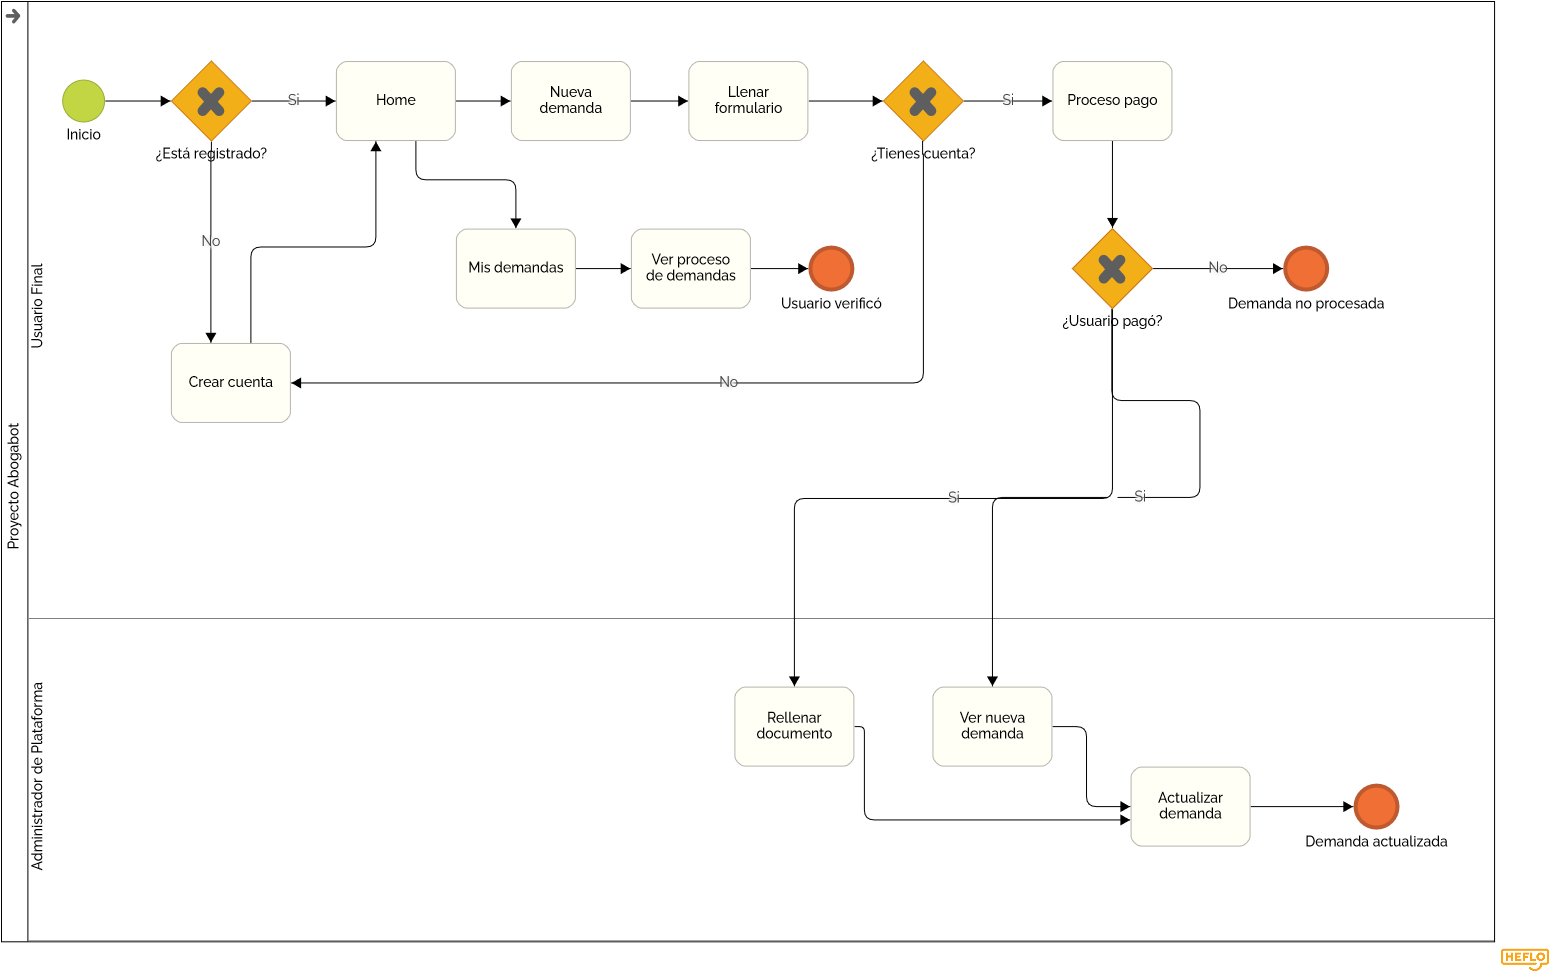 Proyecto Abogabot
Usuario Final
Inicio
¿Está registrado?
Si
Home
Nueva
demanda
Llenar
formulario
¿Tienes cuenta?
Si
Proceso pago
No
Mis demandas
Ver proceso
de demandas
Usuario verificó
¿Usuario pagó?
No
Demanda no procesada
Crear cuenta
No
Si
Si
Administrador de Plataforma
Rellenar
documento
Ver nueva
demanda
Actualizar
demanda
Demanda actualizada
HEFLO